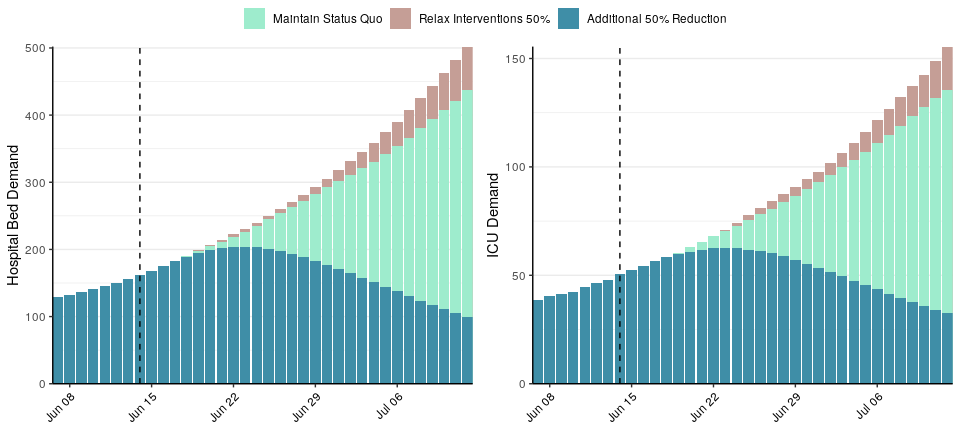 Maintain Status Quo Relax Interventions 50% Additional 50% Reduction
Hospital Bed Demand
500
400
300
200
100
0
Jun 08 Jun 15 Jun 22 Jun 29 Jul 06
ICU Demand
150
100
50
0
Jun 08 Jun 15 Jun 22 Jun 29 Jul 06